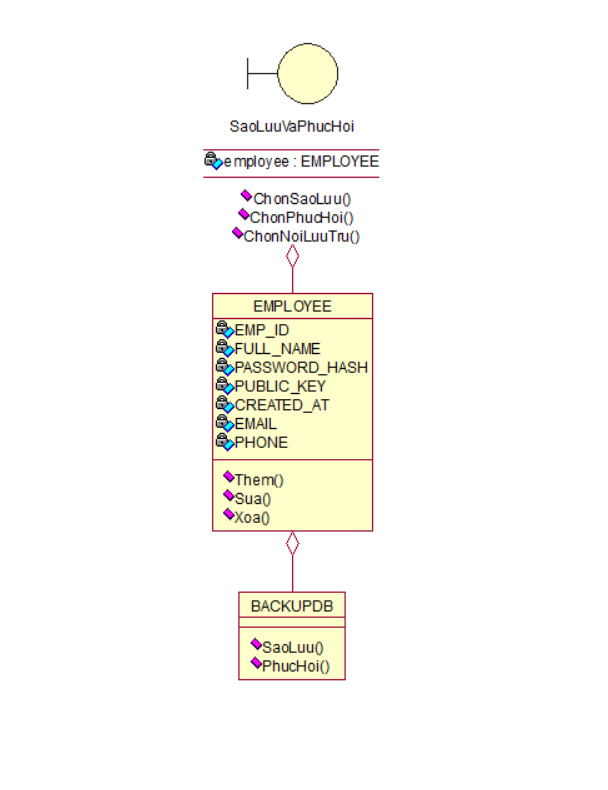 SaoLuuVaPhucHoi
employee : EMPLOYEE
ChonSaoLuu()
ChonPhucHoi()
ChonNoiLuuTru()
EMPLOYEE
EMP_ID
FULL_NAME
PASSWORD_HASH
PUBLIC_KEY
CREATED_AT
EMAIL
PHONE
Them()
Sua()
Xoa()
BACKUPDB
SaoLuu()
PhucHoi()